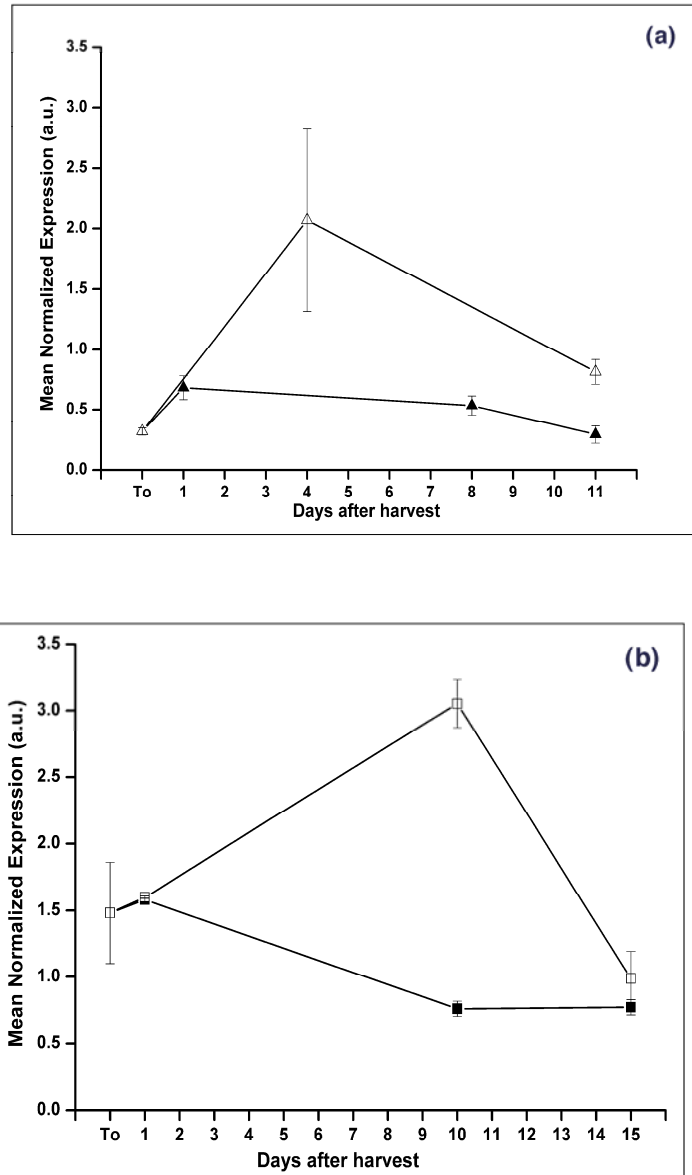 (a)
Mean Normalized Expression (a.u.)
3.5
3.0
2.5
2.0
1.5
1.0
0.5
0.0
To 1 2 3 4 5 6 7 8 9 10 11
Days after harvest
(b)
Mean Normalized Expression (a.u.)
3.5
3.0
2.5
2.0
1.5
1.0
0.5
0.0
To 1 2 3 4 5 6 7 8 9 10 11 12 13 14 15
Days after harvest